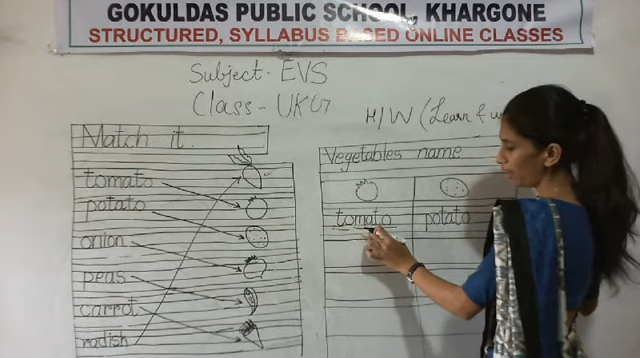 GOKULDAS PUBLIC SCHOOL, KHARGONE
STRUCTURED, SYLLABUS BASED ONLINE CLASSES
Subject - EVS
Class - UKG
H/W (Learn &
Match it.
tomato
potato
onion
peas
carrot
radish
Vegetables name
tomato potato